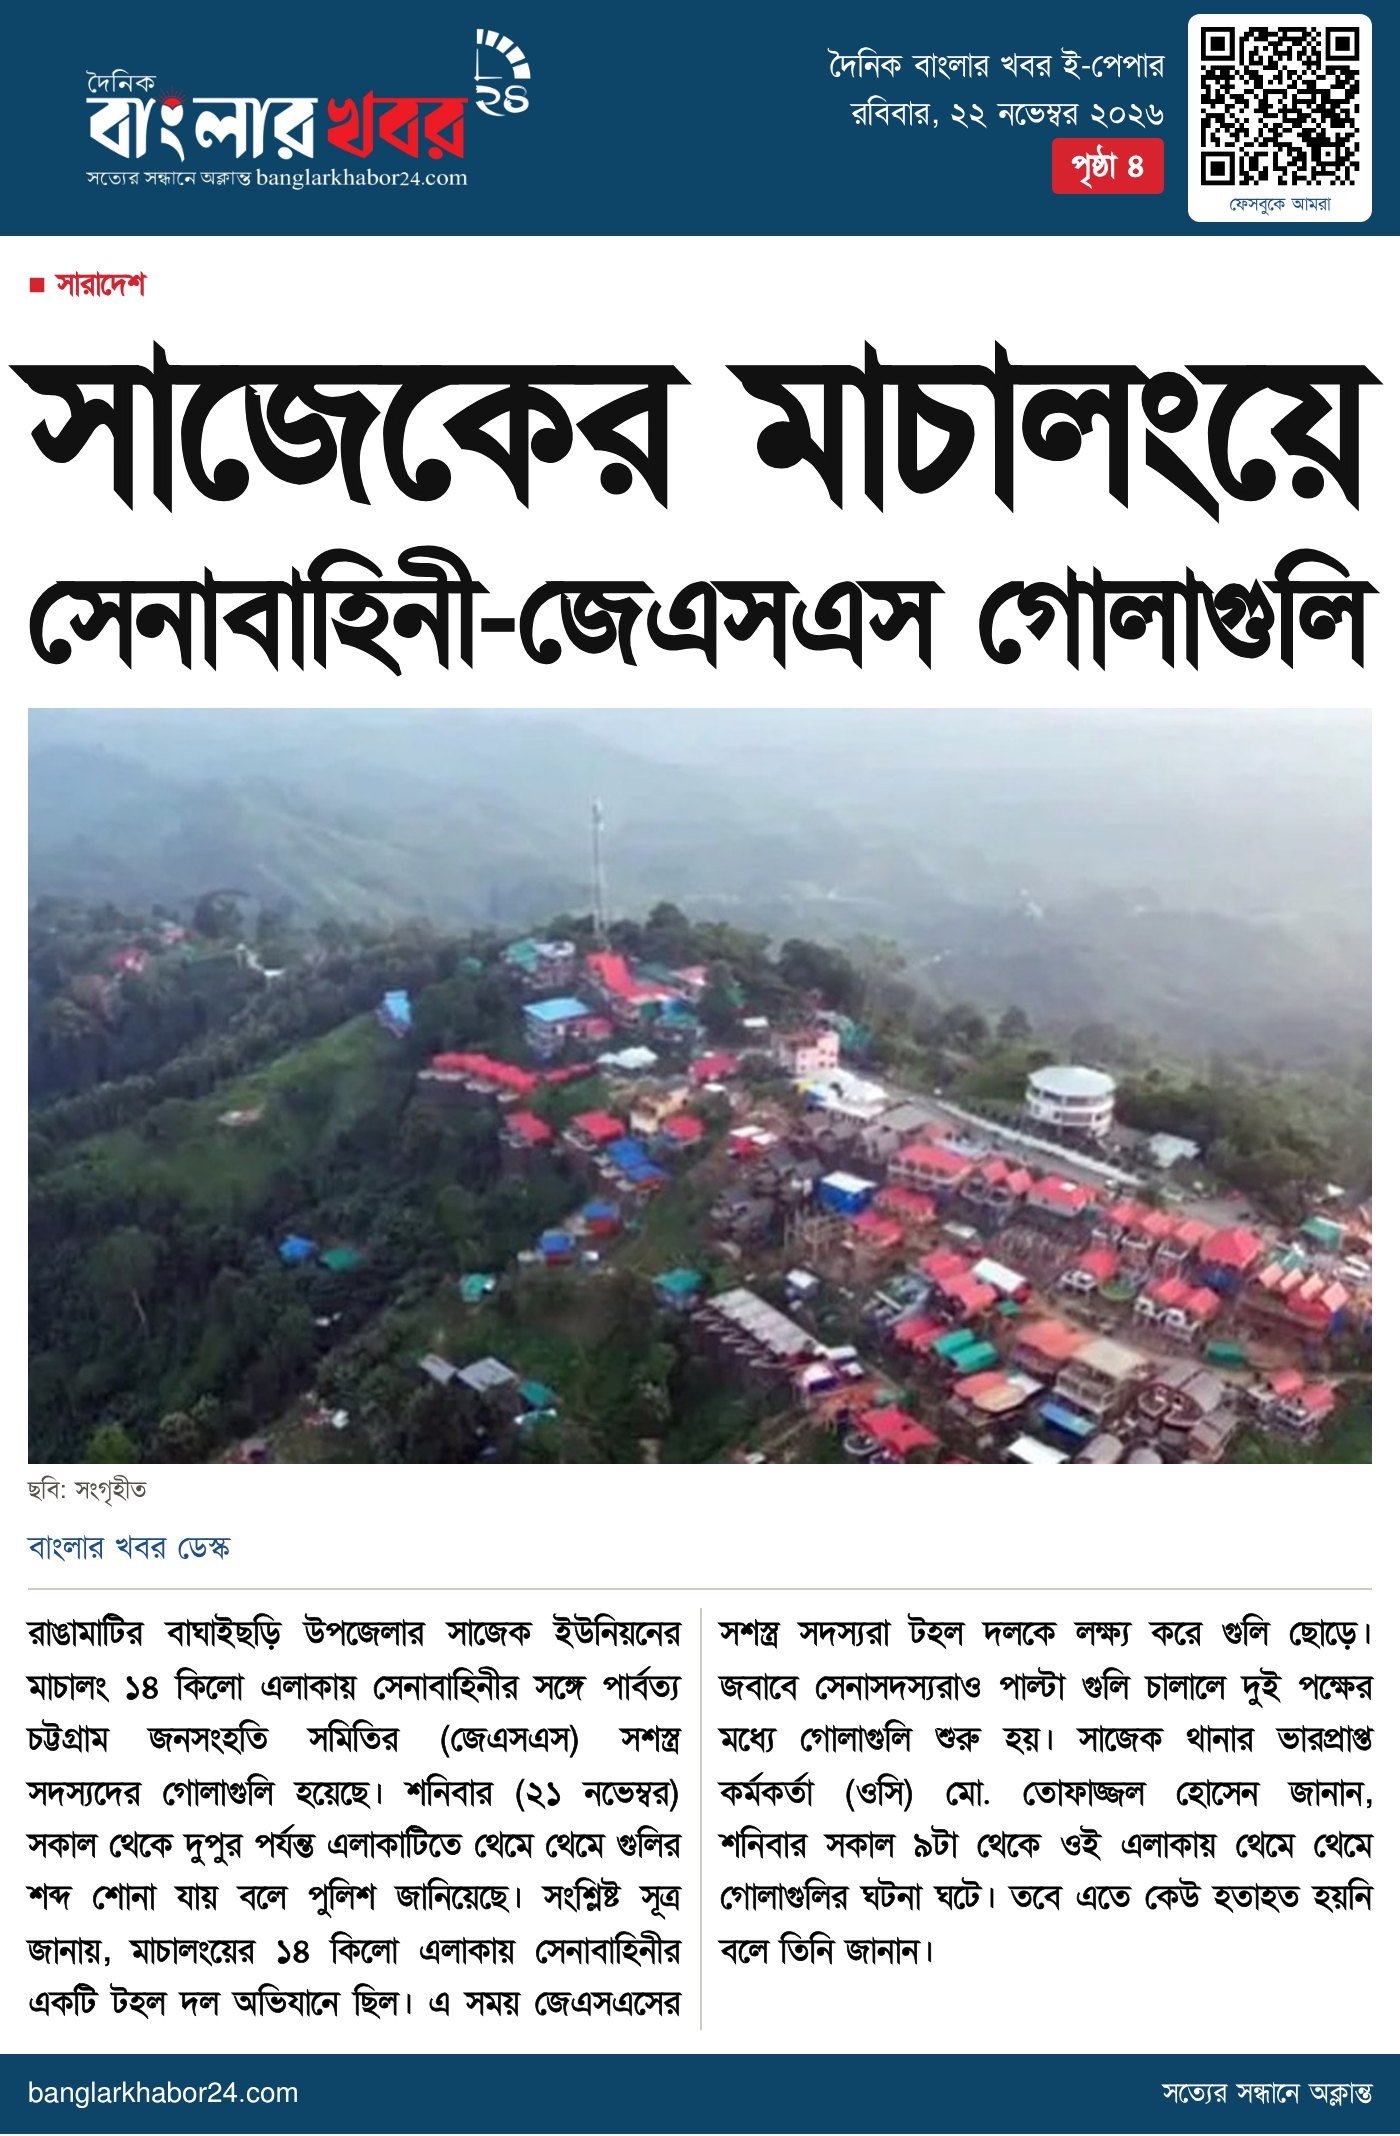 দৈনিক
বাংলার খবর ২৪
সত্যের সন্ধানে অক্লান্ত banglarkhabor24.com
দৈনিক বাংলার খবর ই-পেপার
রবিবার, ২২ নভেম্বর ২০২৬
পৃষ্ঠা ৪
ফেসবুকে আমরা
সারাদেশ
সাজেকের মাচালংয়ে
সেনাবাহিনী-জেএসএস গোলাগুলি
ছবি: সংগৃহীত
বাংলার খবর ডেস্ক
রাঙামাটির বাঘাইছড়ি উপজেলার সাজেক ইউনিয়নের
মাচালং ১৪ কিলো এলাকায় সেনাবাহিনীর সঙ্গে পার্বত্য
চট্টগ্রাম জনসংহতি সমিতির (জেএসএস) সশস্ত্র
সদস্যদের গোলাগুলি হয়েছে। শনিবার (২১ নভেম্বর)
সকাল থেকে দুপুর পর্যন্ত এলাকাটিতে থেমে থেমে গুলির
শব্দ শোনা যায় বলে পুলিশ জানিয়েছে। সংশ্লিষ্ট সূত্র
জানায়, মাচালংয়ের ১৪ কিলো এলাকায় সেনাবাহিনীর
একটি টহল দল অভিযানে ছিল। এ সময় জেএসএসের
সশস্ত্র সদস্যরা টহল দলকে লক্ষ্য করে গুলি ছোড়ে।
জবাবে সেনাসদস্যরাও পাল্টা গুলি চালালে দুই পক্ষের
মধ্যে গোলাগুলি শুরু হয়। সাজেক থানার ভারপ্রাপ্ত
কর্মকর্তা (ওসি) মো. তোফাজ্জল হোসেন জানান,
শনিবার সকাল ৯টা থেকে ওই এলাকায় থেমে থেমে
গোলাগুলির ঘটনা ঘটে। তবে এতে কেউ হতাহত হয়নি
বলে তিনি জানান।
banglarkhabor24.com
সত্যের সন্ধানে অক্লান্ত